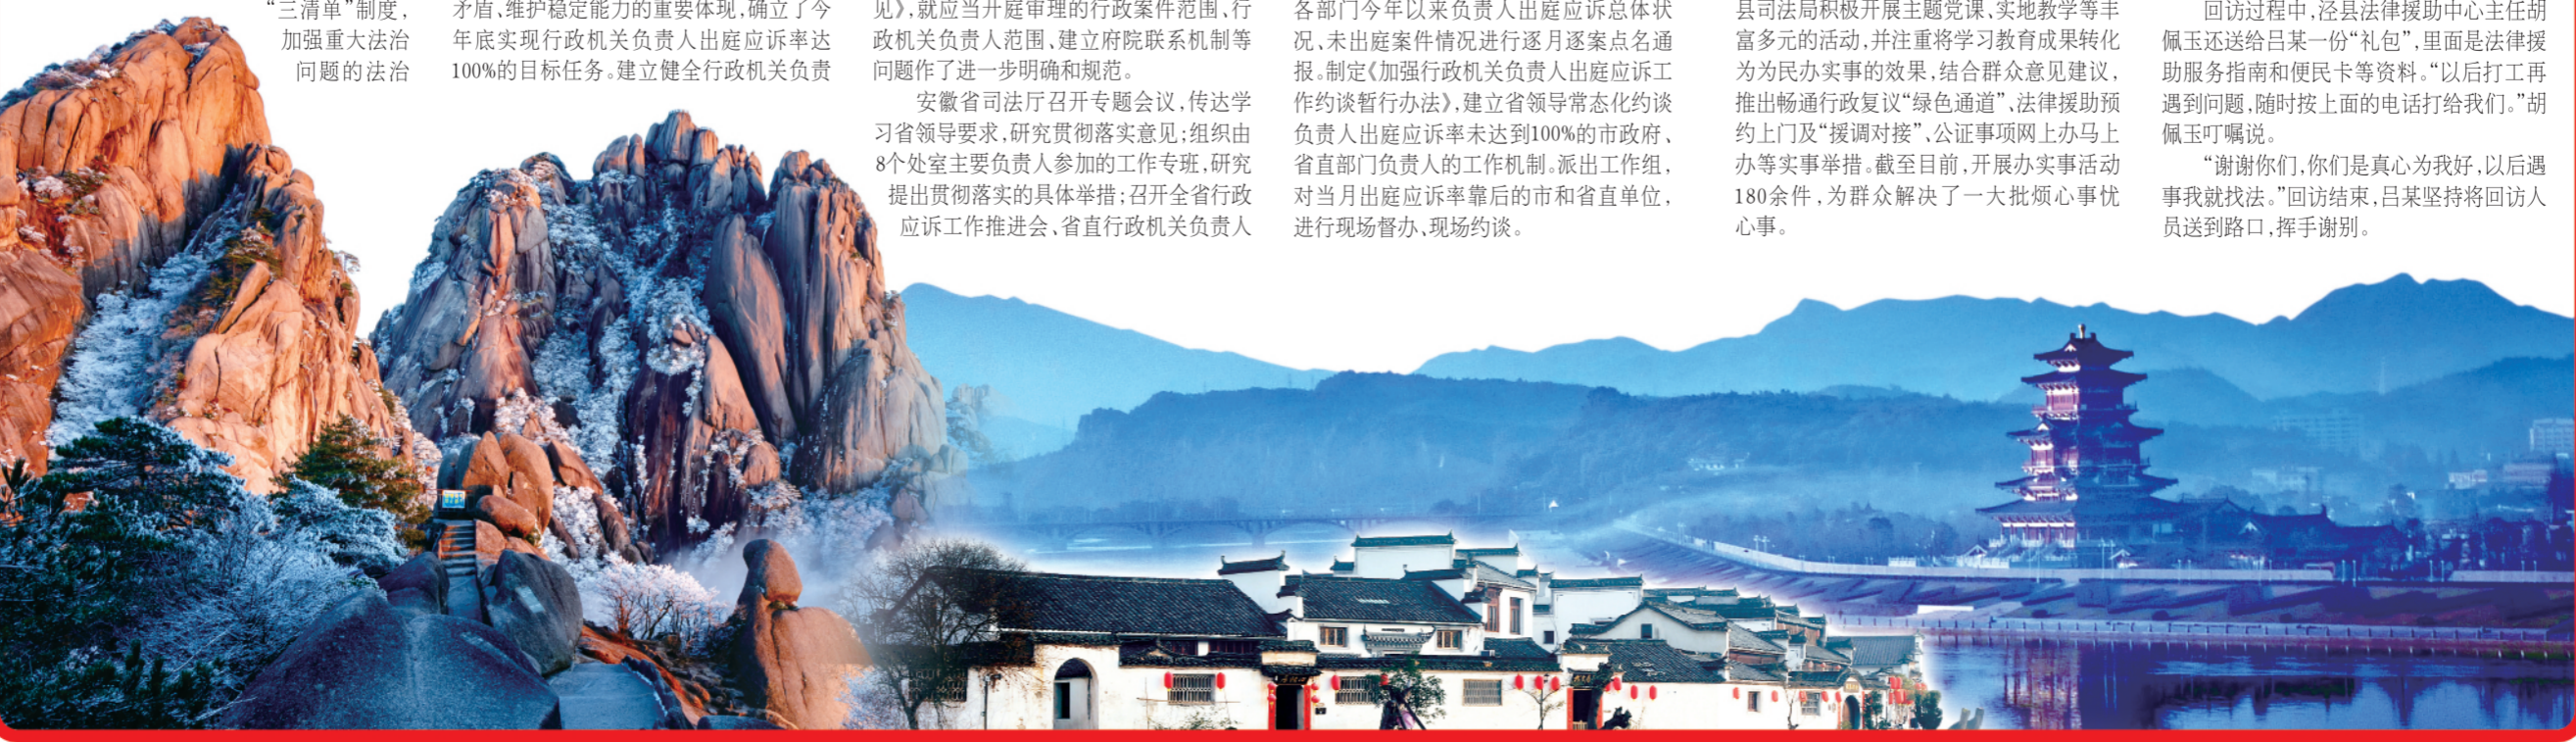 “三清单”制度，
加强重大法治
问题的法治
矛盾、维护稳定能力的重要体现，确立了今
年底实现行政机关负责人出庭应诉率达
100%的目标任务。建立健全行政机关负责
见》，就应当开庭审理的行政案件范围、行
政机关负责人范围、建立府院联系机制等
问题作了进一步明确和规范。
安徽省司法厅召开专题会议，传达学
习省领导要求，研究贯彻落实意见；组织由
8个处室主要负责人参加的工作专班，研究
提出贯彻落实的具体举措；召开全省行政
应诉工作推进会、省直行政机关负责人
各部门今年以来负责人出庭应诉总体状
况、未出庭案件情况进行逐月逐案点名通
报。制定《加强行政机关负责人出庭应诉工
作约谈暂行办法》，建立省领导常态化约谈
负责人出庭应诉率未达到100%的市政府、
省直部门负责人的工作机制。派出工作组，
对当月出庭应诉率靠后的市和省直单位，
进行现场督办、现场约谈。
县司法局积极开展主题党课、实地教学等丰
富多元的活动，并注重将学习教育成果转化
为为民办实事的效果，结合群众意见建议，
推出畅通行政复议“绿色通道”、法律援助预
约上门及“援调对接”、公证事项网上办马上
办等实事举措。截至目前，开展办实事活动
180余件，为群众解决了一大批烦心事忧
心事。
回访过程中，泾县法律援助中心主任胡
佩玉还送给吕某一份“礼包”，里面是法律援
助服务指南和便民卡等资料。“以后打工再
遇到问题，随时按上面的电话打给我们。”胡
佩玉叮嘱说。
“谢谢你们，你们是真心为我好，以后遇
事我就找法。”回访结束，吕某坚持将回访人
员送到路口，挥手谢别。